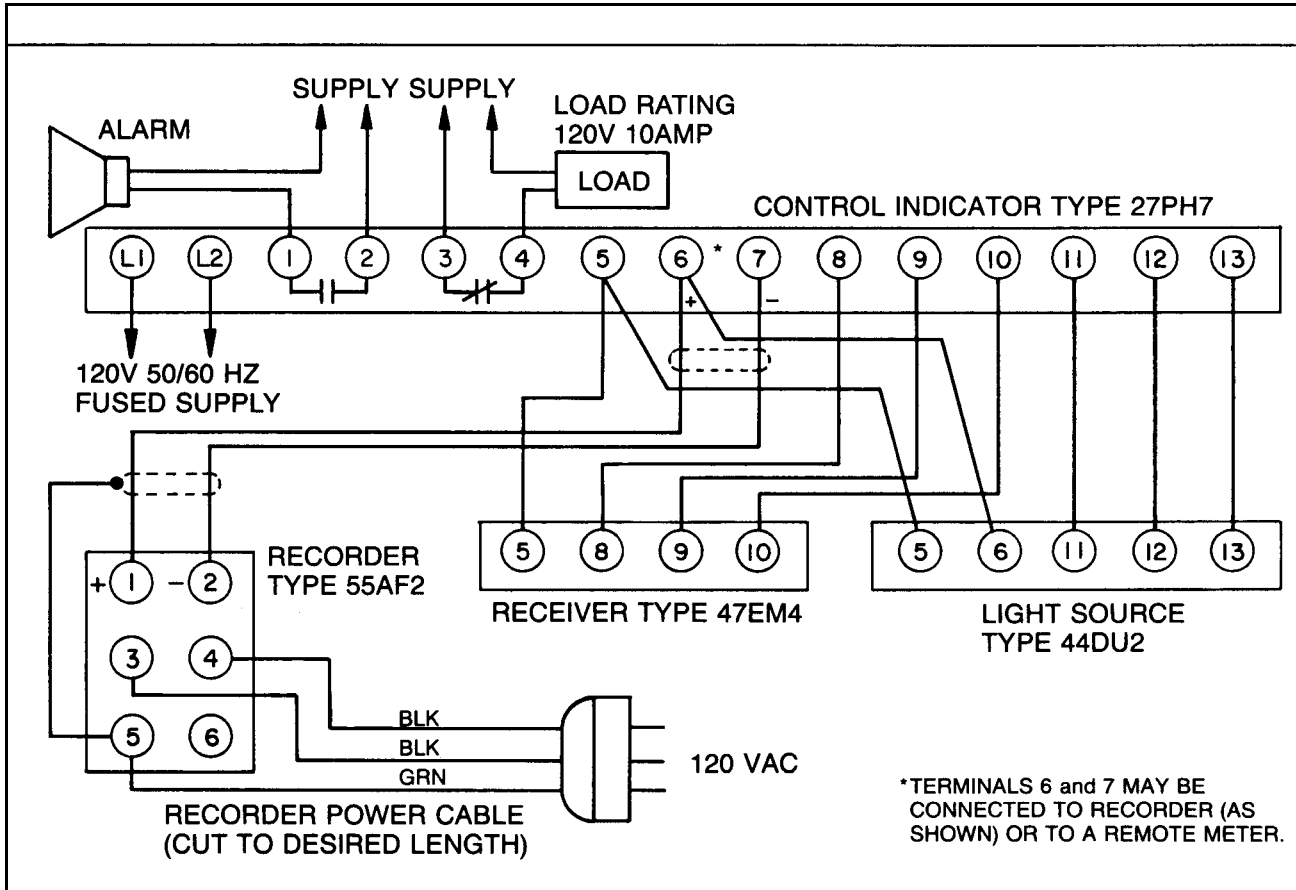 SUPPLY SUPPLY
ALARM
LOAD RATING
120V 10AMP
LOAD
CONTROL INDICATOR TYPE 27PH7
L1 L2 1 2 3 4 5 6 * 7 8 9 10 11 12 13
+ −
120V 50/60 HZ
FUSED SUPPLY
RECORDER
TYPE 55AF2
+ 1 − 2
3 4
5 6
5 8 9 10
RECEIVER TYPE 47EM4
5 6 11 12 13
LIGHT SOURCE
TYPE 44DU2
BLK
BLK
GRN
120 VAC
RECORDER POWER CABLE
(CUT TO DESIRED LENGTH)
*TERMINALS 6 and 7 MAY BE
CONNECTED TO RECORDER (AS
SHOWN) OR TO A REMOTE METER.